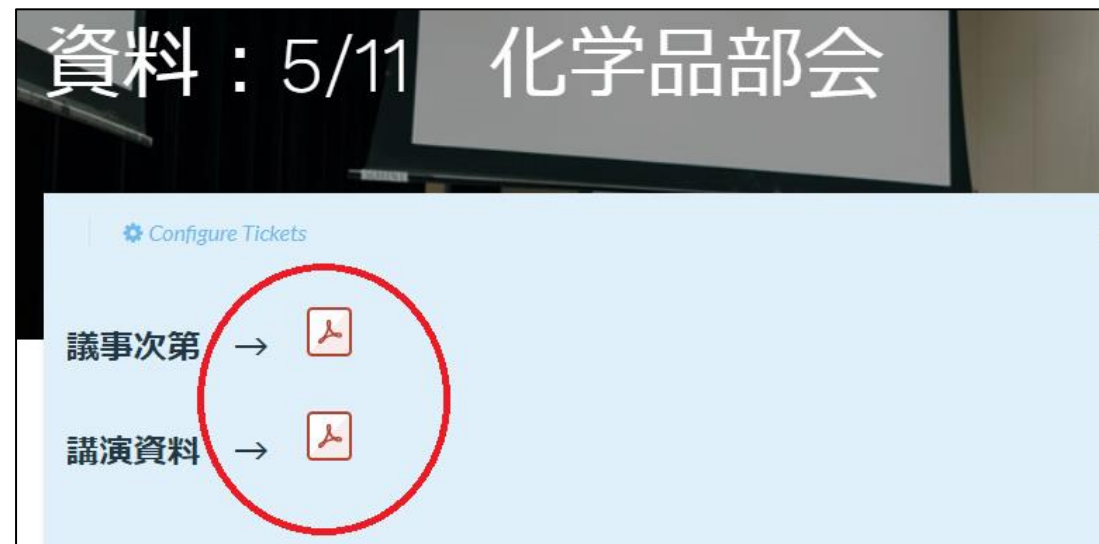 資料：5/11　化学品部会
Configure Tickets
議事次第　→
講演資料　→